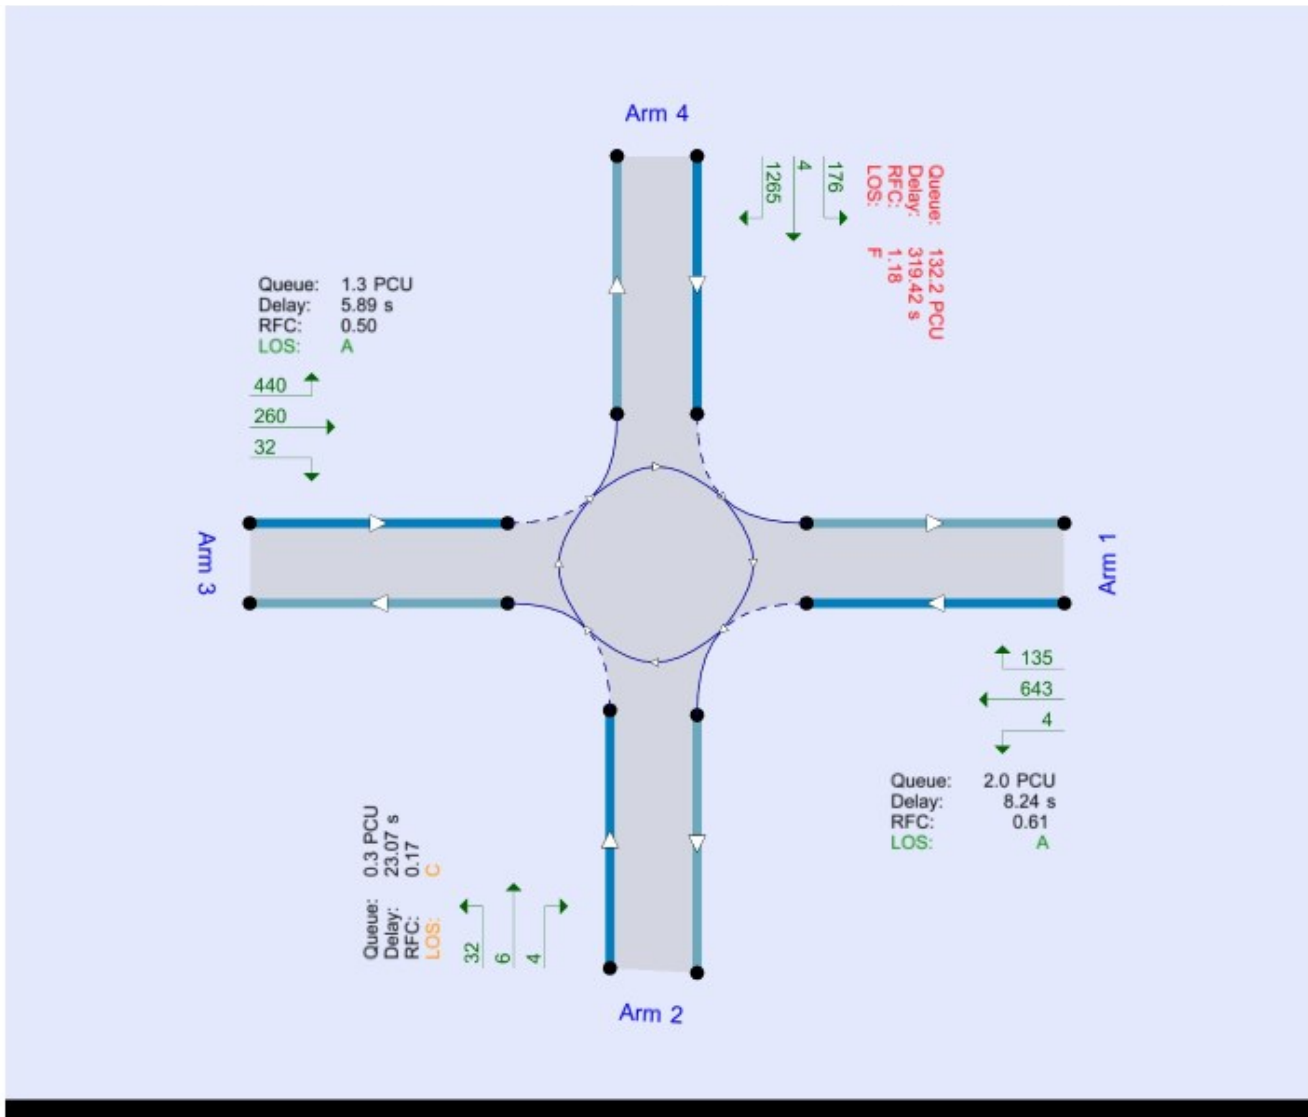 Arm 4
176
4
1265
Queue: 132.2 PCU
Delay: 319.42 s
RFC: 1.18
LOS: F
Queue: 1.3 PCU
Delay: 5.89 s
RFC: 0.50
LOS: A
440
260
32
Arm 3
Arm 1
135
643
4
Queue: 2.0 PCU
Delay: 8.24 s
RFC: 0.61
LOS: A
Queue: 0.3 PCU
Delay: 23.07 s
RFC: 0.17
LOS: C
32
6
4
Arm 2